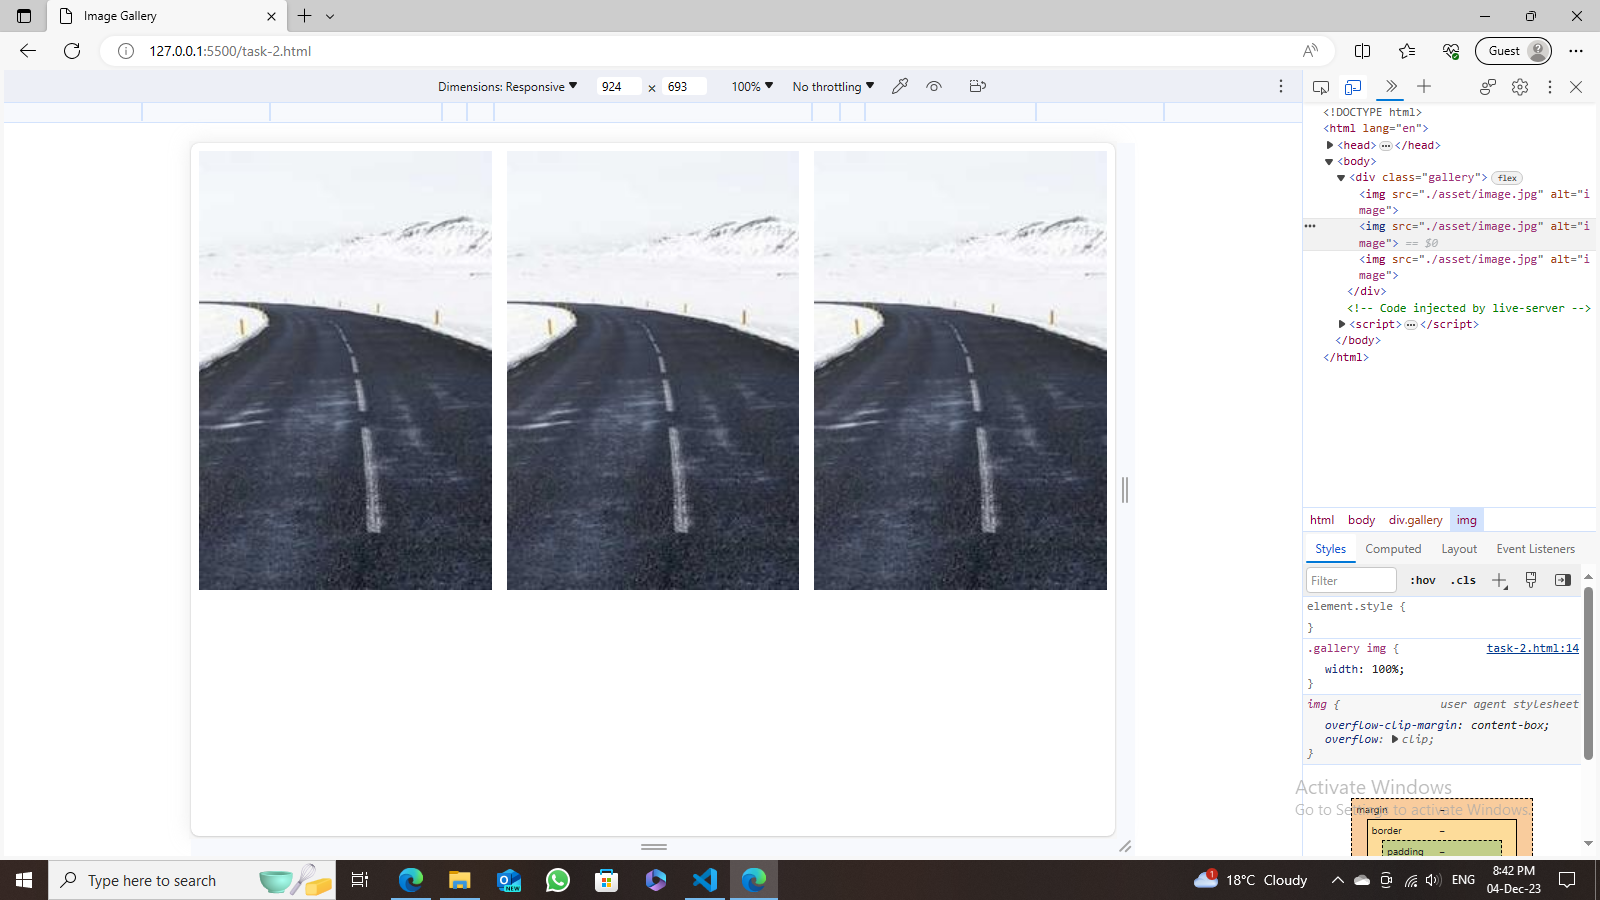 Image Gallery
127.0.0.1:5500/task-2.html
Guest
Dimensions: Responsive 924 × 693 100% No throttling
<!DOCTYPE html>
<html lang="en">
<head> ••• </head>
<body>
<div class="gallery"> flex
<img src="./asset/image.jpg" alt="i
mage">
<img src="./asset/image.jpg" alt="i
mage"> == $0
<img src="./asset/image.jpg" alt="i
mage">
</div>
<!-- Code injected by live-server -->
<script> ••• </script>
</body>
</html>
html body div.gallery img
Styles Computed Layout Event Listeners
Filter :hov .cls
element.style {
}
.gallery img { task-2.html:14
width: 100%;
}
img { user agent stylesheet
overflow-clip-margin: content-box;
overflow: clip;
}
Activate Windows
Go to Settings to activate Windows.
margin –
border –
padding –
Type here to search
NEW
1
18°C Cloudy
ENG
8:42 PM
04-Dec-23